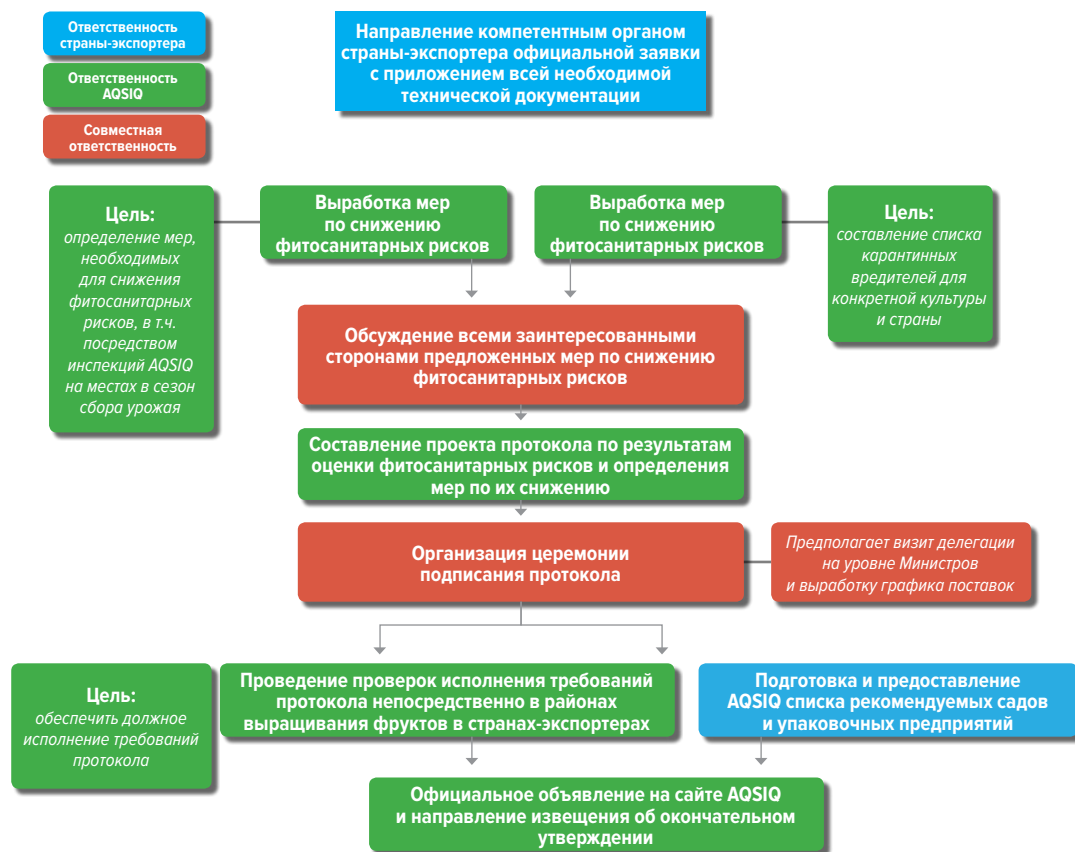 Ответственность
страны-экспортера
Ответственность
AQSIQ
Совместная
ответственность
Направление компетентным органом
страны-экспортера официальной заявки
с приложением всей необходимой
технической документации
Цель:
определение мер,
необходимых
для снижения
фитосанитарных
рисков, в т.ч.
посредством
инспекций AQSIQ
на местах в сезон
сбора урожая
Выработка мер
по снижению
фитосанитарных рисков
Выработка мер
по снижению
фитосанитарных рисков
Цель:
составление списка
карантинных
вредителей для
конкретной культуры
и страны
Обсуждение всеми заинтересованными
сторонами предложенных мер по снижению
фитосанитарных рисков
Составление проекта протокола по результатам
оценки фитосанитарных рисков и определения
мер по их снижению
Организация церемонии
подписания протокола
Предполагает визит делегации
на уровне Министров
и выработку графика поставок
Цель:
обеспечить должное
исполнение требований
протокола
Проведение проверок исполнения требований
протокола непосредственно в районах
выращивания фруктов в странах-экспортерах
Подготовка и предоставление
AQSIQ списка рекомендуемых садов
и упаковочных предприятий
Официальное объявление на сайте AQSIQ
и направление извещения об окончательном
утверждении